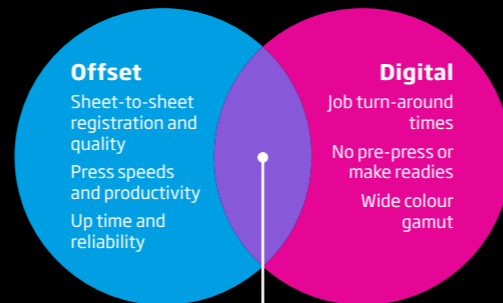 Offset
Sheet-to-sheet
registration and
quality
Press speeds
and productivity
Up time and
reliability
Digital
Job turn-around
times
No pre-press or
make readies
Wide colour
gamut